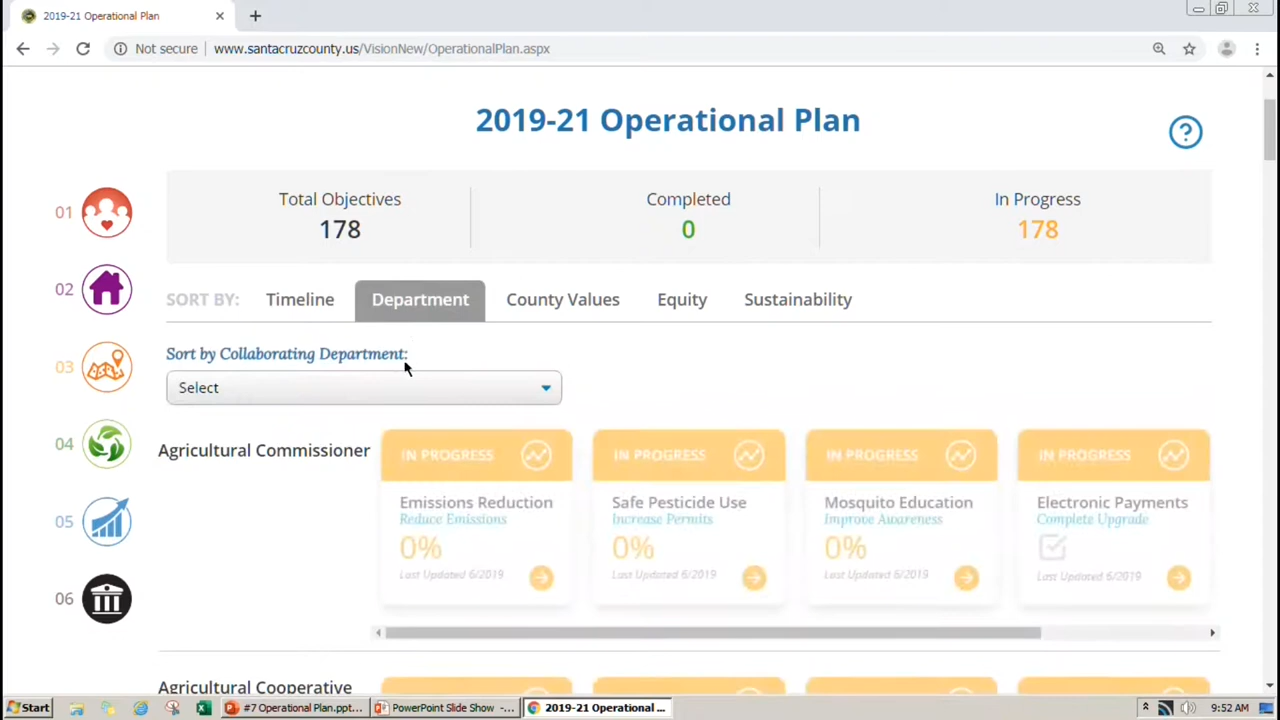 2019-21 Operational Plan
Not secure | www.santacruzcounty.us/VisionNew/OperationalPlan.aspx
2019-21 Operational Plan
?
Total Objectives
178
Completed
0
In Progress
178
01
02
03
04
05
06
SORT BY: Timeline Department County Values Equity Sustainability
Sort by Collaborating Department:
Select
Agricultural Commissioner
IN PROGRESS
Emissions Reduction
Reduce Emissions
0%
Last Updated 6/2019
IN PROGRESS
Safe Pesticide Use
Increase Permits
0%
Last Updated 6/2019
IN PROGRESS
Mosquito Education
Improve Awareness
0%
Last Updated 6/2019
IN PROGRESS
Electronic Payments
Complete Upgrade
Last Updated 6/2019
Agricultural Cooperative
Start #7 Operational Plan.ppt... PowerPoint Slide Show -... 2019-21 Operational ... 9:52 AM